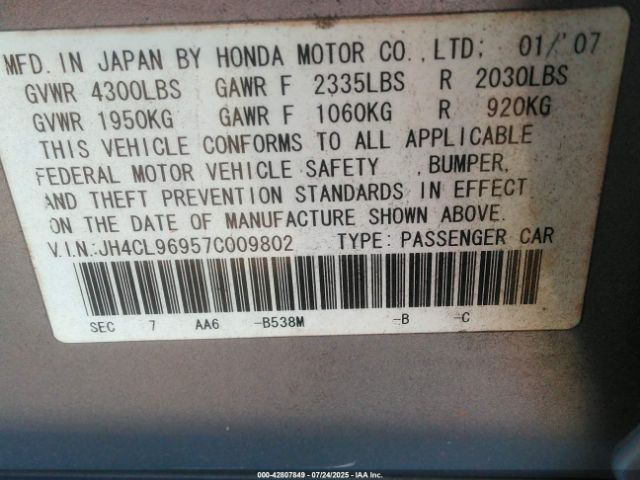 MFD. IN JAPAN BY HONDA MOTOR CO., LTD; 01/'07
GVWR 4300LBS GAWR F 2335LBS R 2030LBS
GVWR 1950KG GAWR F 1060KG R 920KG
THIS VEHICLE CONFORMS TO ALL APPLICABLE
FEDERAL MOTOR VEHICLE SAFETY , BUMPER,
AND THEFT PREVENTION STANDARDS IN EFFECT
ON THE DATE OF MANUFACTURE SHOWN ABOVE.
V.I.N.:JH4CL96957C009802 TYPE: PASSENGER CAR
SEC 7 AA6 -B538M -B -C
000-42807849 - 07/24/2025 - IAA Inc.